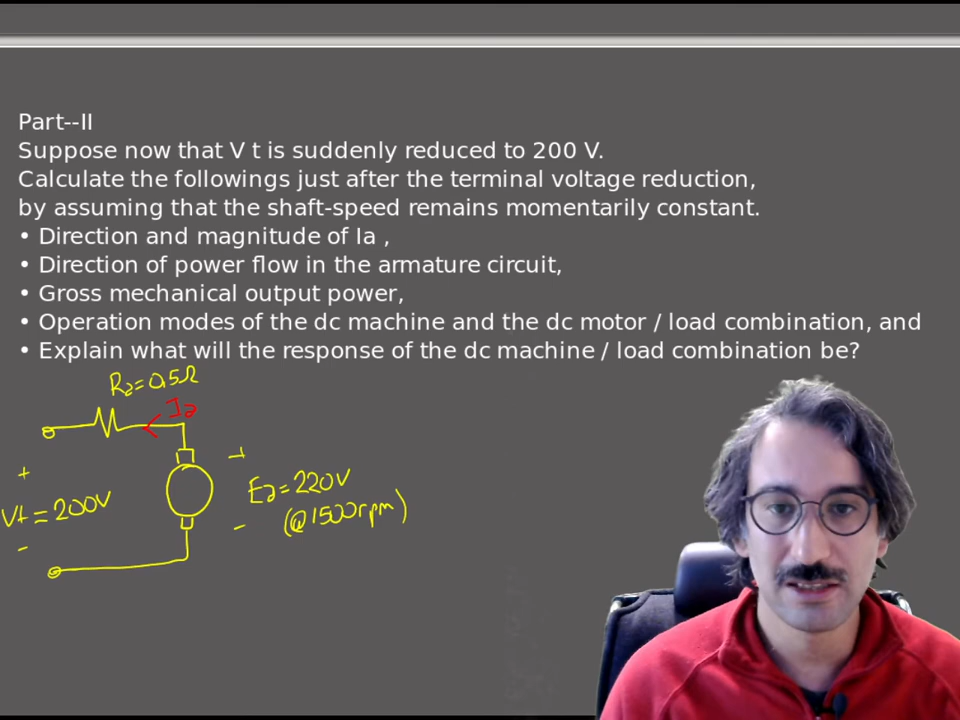 Part--II
Suppose now that V t is suddenly reduced to 200 V.
Calculate the followings just after the terminal voltage reduction,
by assuming that the shaft-speed remains momentarily constant.
• Direction and magnitude of Ia ,
• Direction of power flow in the armature circuit,
• Gross mechanical output power,
• Operation modes of the dc machine and the dc motor / load combination, and
• Explain what will the response of the dc machine / load combination be?
Ra=0.5Ω
Ia
+
+
Ea=220V
Vt=200V
(@1500rpm)
-
-